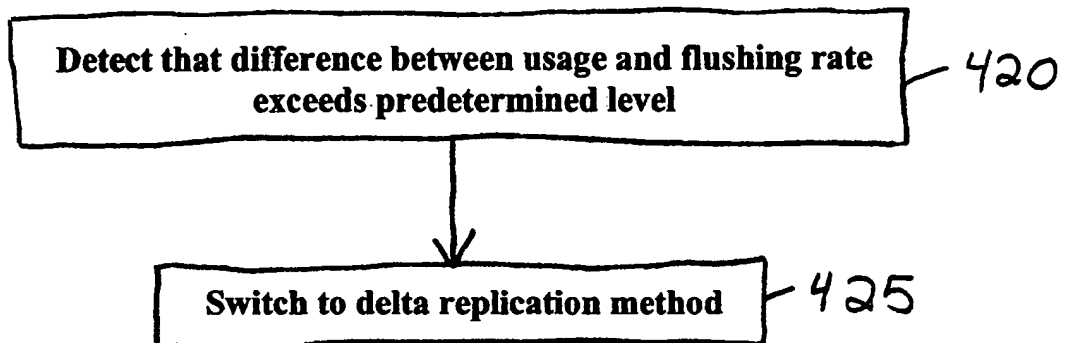 Detect that difference between usage and flushing rate
exceeds predetermined level
420
Switch to delta replication method
425